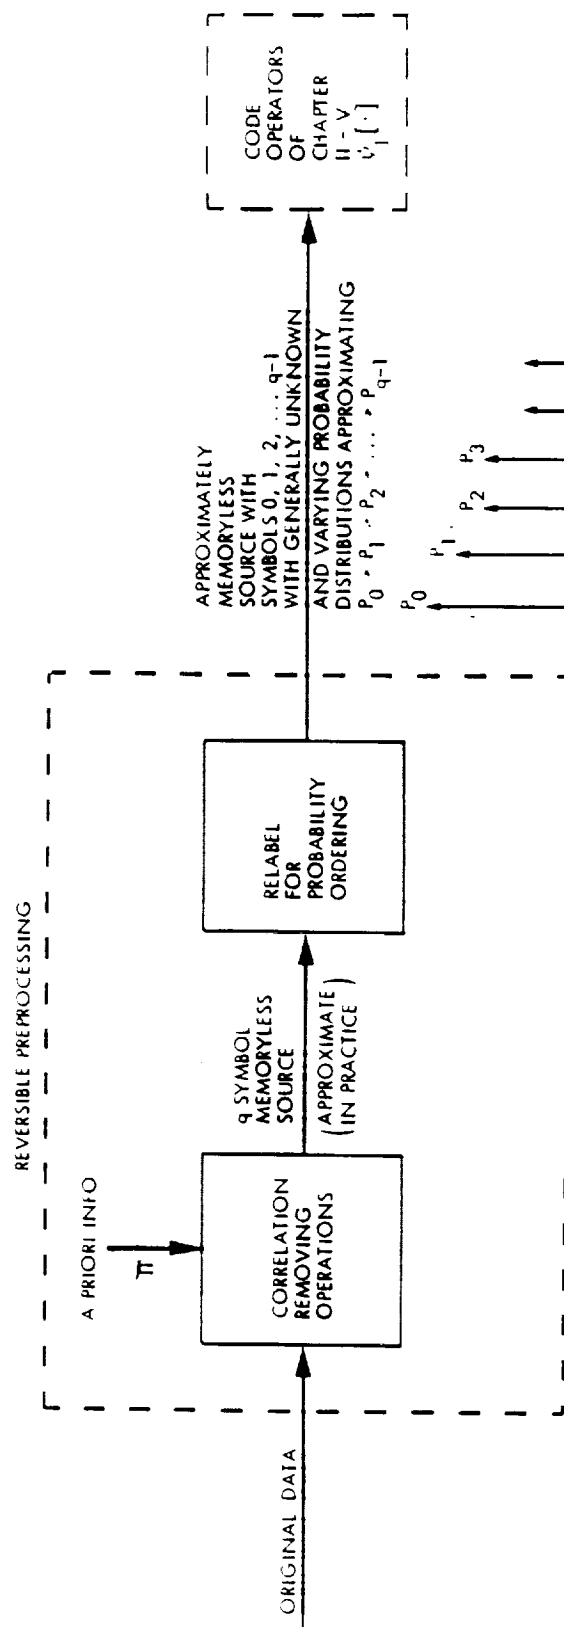 REVERSIBLE PREPROCESSING
A PRIORI INFO
π
ORIGINAL DATA
CORRELATION
REMOVING
OPERATIONS
q SYMBOL
MEMORYLESS
SOURCE
(APPROXIMATE
IN PRACTICE)
RELABEL
FOR
PROBABILITY
ORDERING
APPROXIMATELY
MEMORYLESS
SOURCE WITH
SYMBOLS 0, 1, 2, ... q-1
WITH GENERALLY UNKNOWN
AND VARYING PROBABILITY
DISTRIBUTIONS APPROXIMATING
P0 P1 P2 ... Pq-1
P0
P1
P2
P3
CODE
OPERATORS
OF
CHAPTER
II - V
[·]